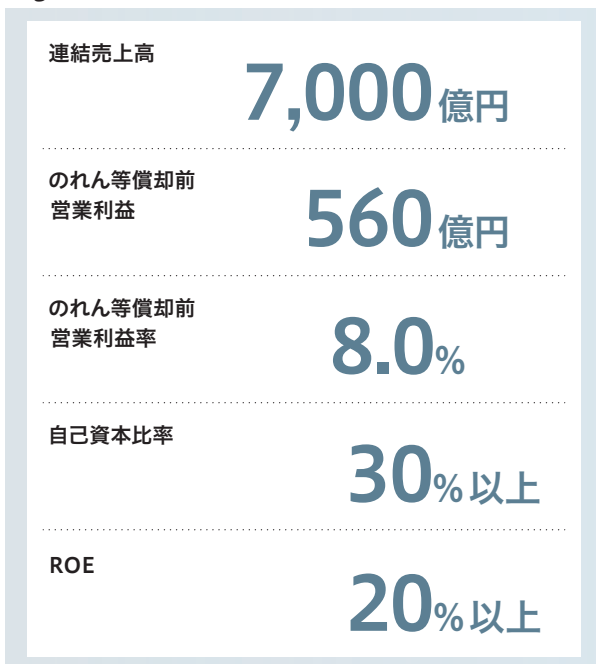 連結売上高
7,000億円
のれん等償却前
営業利益
560億円
のれん等償却前
営業利益率
8.0%
自己資本比率
30%以上
ROE
20%以上